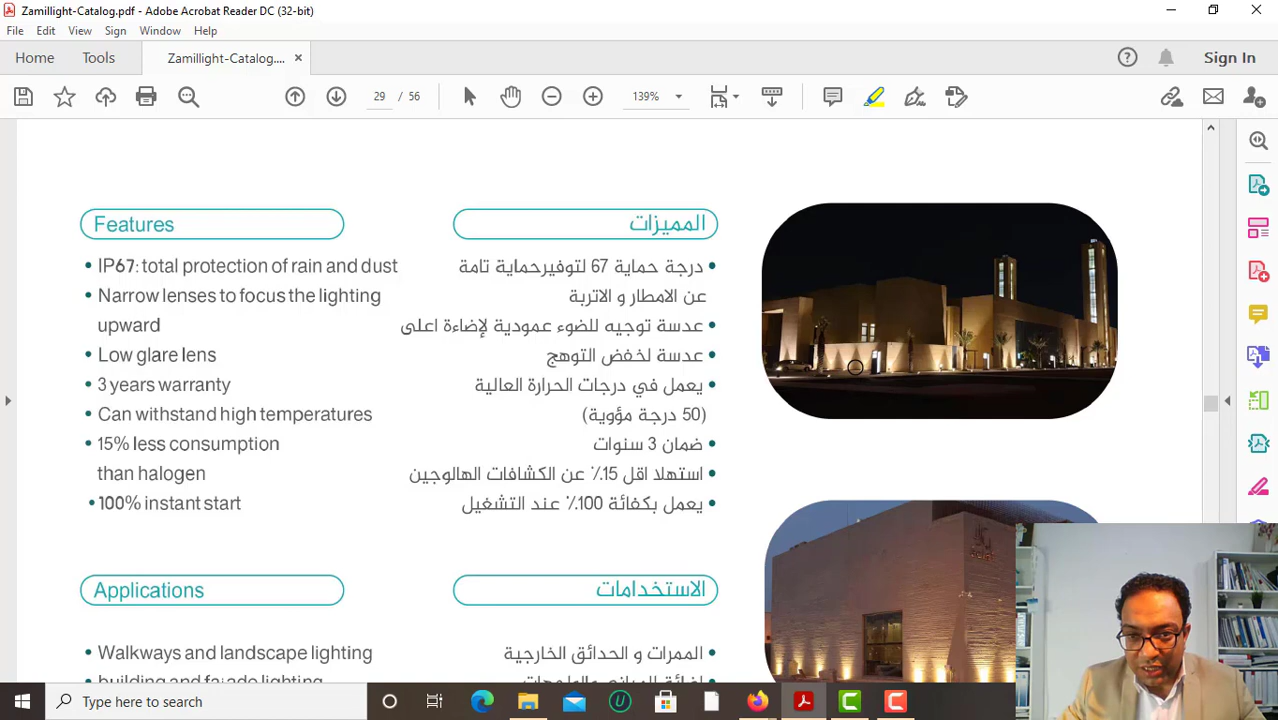 Zamillight-Catalog.pdf - Adobe Acrobat Reader DC (32-bit)
File Edit View Sign Window Help
Home Tools Zamillight-Catalog.... × Sign In
29 / 56 139%
Features
• IP67: total protection of rain and dust
• Narrow lenses to focus the lighting
upward
• Low glare lens
• 3 years warranty
• Can withstand high temperatures
• 15% less consumption
than halogen
• 100% instant start
المميزات
• درجة حماية 67 لتوفيرحماية تامة
عن الامطار و الاتربة
• عدسة توجيه للضوء عمودية لإضاءة اعلى
• عدسة لخفض التوهج
• يعمل في درجات الحرارة العالية
(50 درجة مؤوية)
• ضمان 3 سنوات
• استهلاد اقل 15٪ عن الكشافات الهالوجين
• يعمل بكفائة 100٪ عند التشغيل
Applications
• Walkways and landscape lighting
• building and façade lighting
الاستخدامات
• الممرات و الحدائق الخارجية
Type here to search